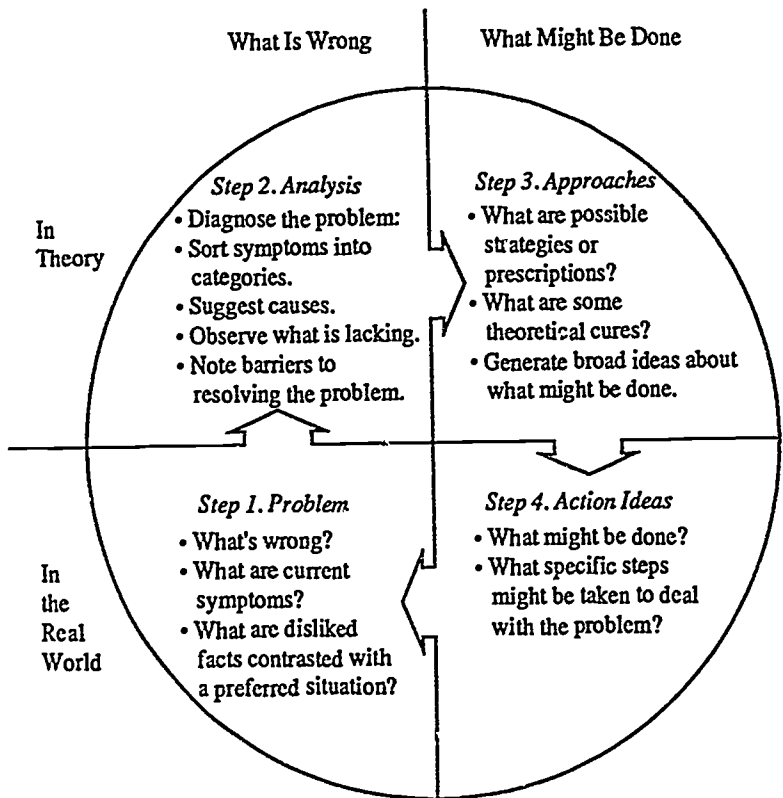 What Is Wrong
What Might Be Done
In
Theory
Step 2. Analysis
• Diagnose the problem:
• Sort symptoms into
categories.
• Suggest causes.
• Observe what is lacking.
• Note barriers to
resolving the problem.
Step 3. Approaches
• What are possible
strategies or
prescriptions?
• What are some
theoretical cures?
• Generate broad ideas about
what might be done.
In
the
Real
World
Step 1. Problem
• What's wrong?
• What are current
symptoms?
• What are disliked
facts contrasted with
a preferred situation?
Step 4. Action Ideas
• What might be done?
• What specific steps
might be taken to deal
with the problem?